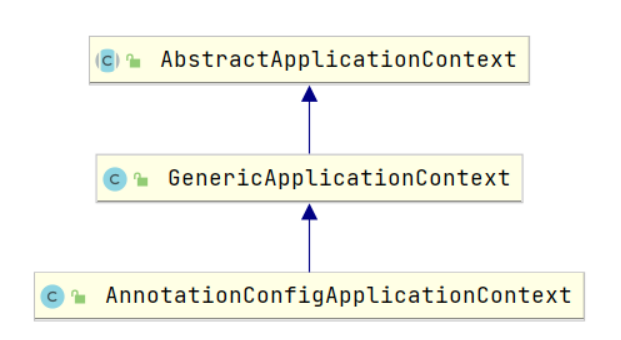 C AbstractApplicationContext
C GenericApplicationContext
C AnnotationConfigApplicationContext